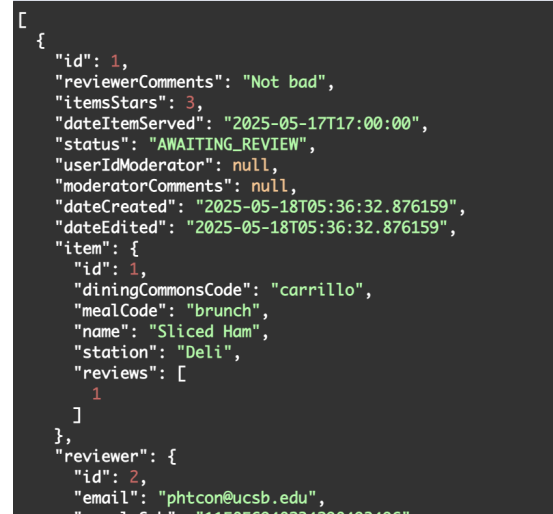 [
  {
    "id": 1,
    "reviewerComments": "Not bad",
    "itemsStars": 3,
    "dateItemServed": "2025-05-17T17:00:00",
    "status": "AWAITING_REVIEW",
    "userIdModerator": null,
    "moderatorComments": null,
    "dateCreated": "2025-05-18T05:36:32.876159",
    "dateEdited": "2025-05-18T05:36:32.876159",
    "item": {
      "id": 1,
      "diningCommonsCode": "carrillo",
      "mealCode": "brunch",
      "name": "Sliced Ham",
      "station": "Deli",
      "reviews": [
        1
      ]
    },
    "reviewer": {
      "id": 2,
      "email": "phtcon@ucsb.edu",